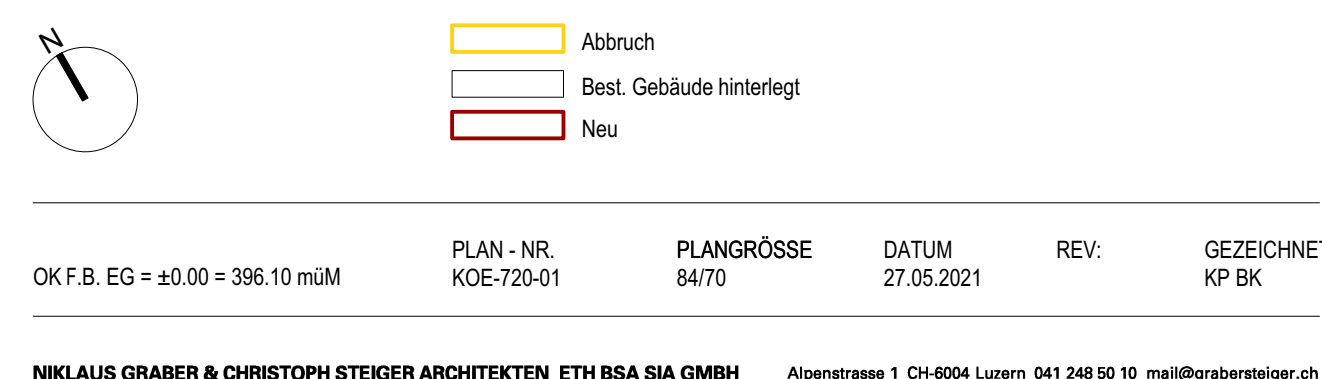 N
Abbruch
Best. Gebäude hinterlegt
Neu
PLAN - NR. PLANGRÖSSE DATUM REV: GEZEICHNET
OK F.B. EG = ±0.00 = 396.10 müM KOE-720-01 84/70 27.05.2021 KP BK
NIKLAUS GRABER & CHRISTOPH STEIGER ARCHITEKTEN ETH BSA SIA GMBH Alpenstrasse 1 CH-6004 Luzern 041 248 50 10 mail@grabersteiger.ch